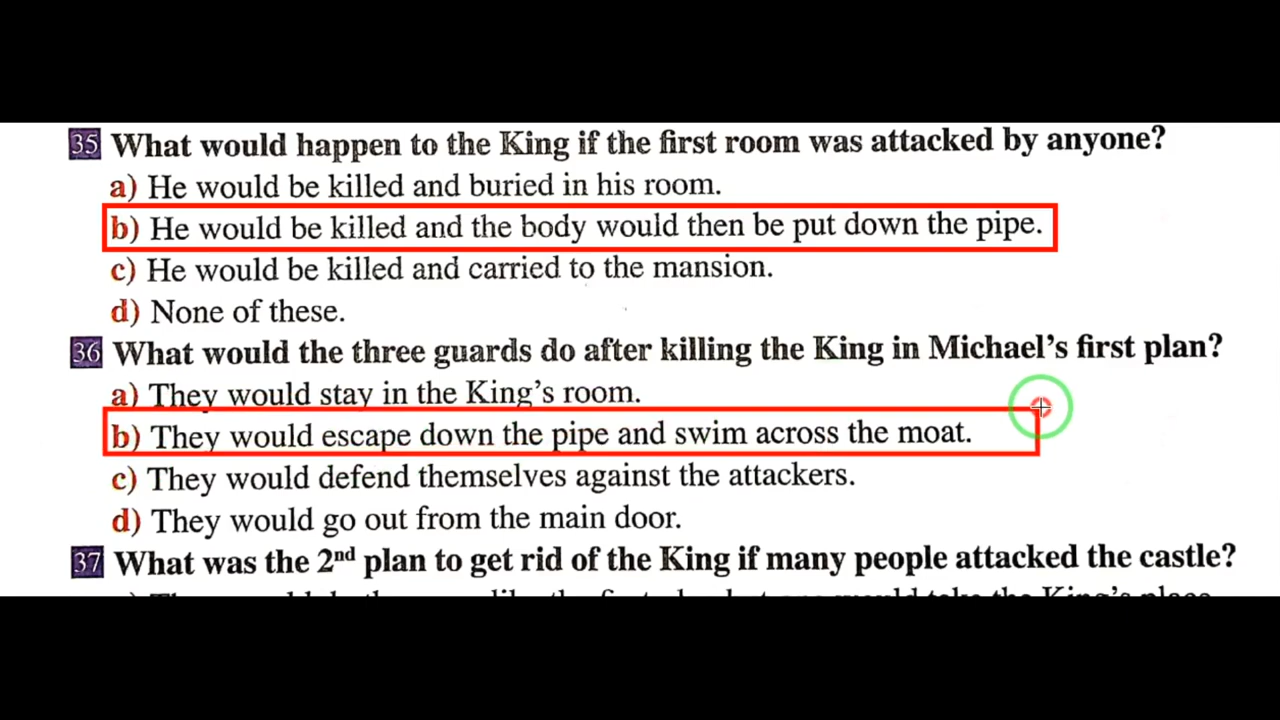 35 What would happen to the King if the first room was attacked by anyone?
a) He would be killed and buried in his room.
b) He would be killed and the body would then be put down the pipe.
c) He would be killed and carried to the mansion.
d) None of these.
36 What would the three guards do after killing the King in Michael's first plan?
a) They would stay in the King's room.
b) They would escape down the pipe and swim across the moat.
c) They would defend themselves against the attackers.
d) They would go out from the main door.
37 What was the 2nd plan to get rid of the King if many people attacked the castle?